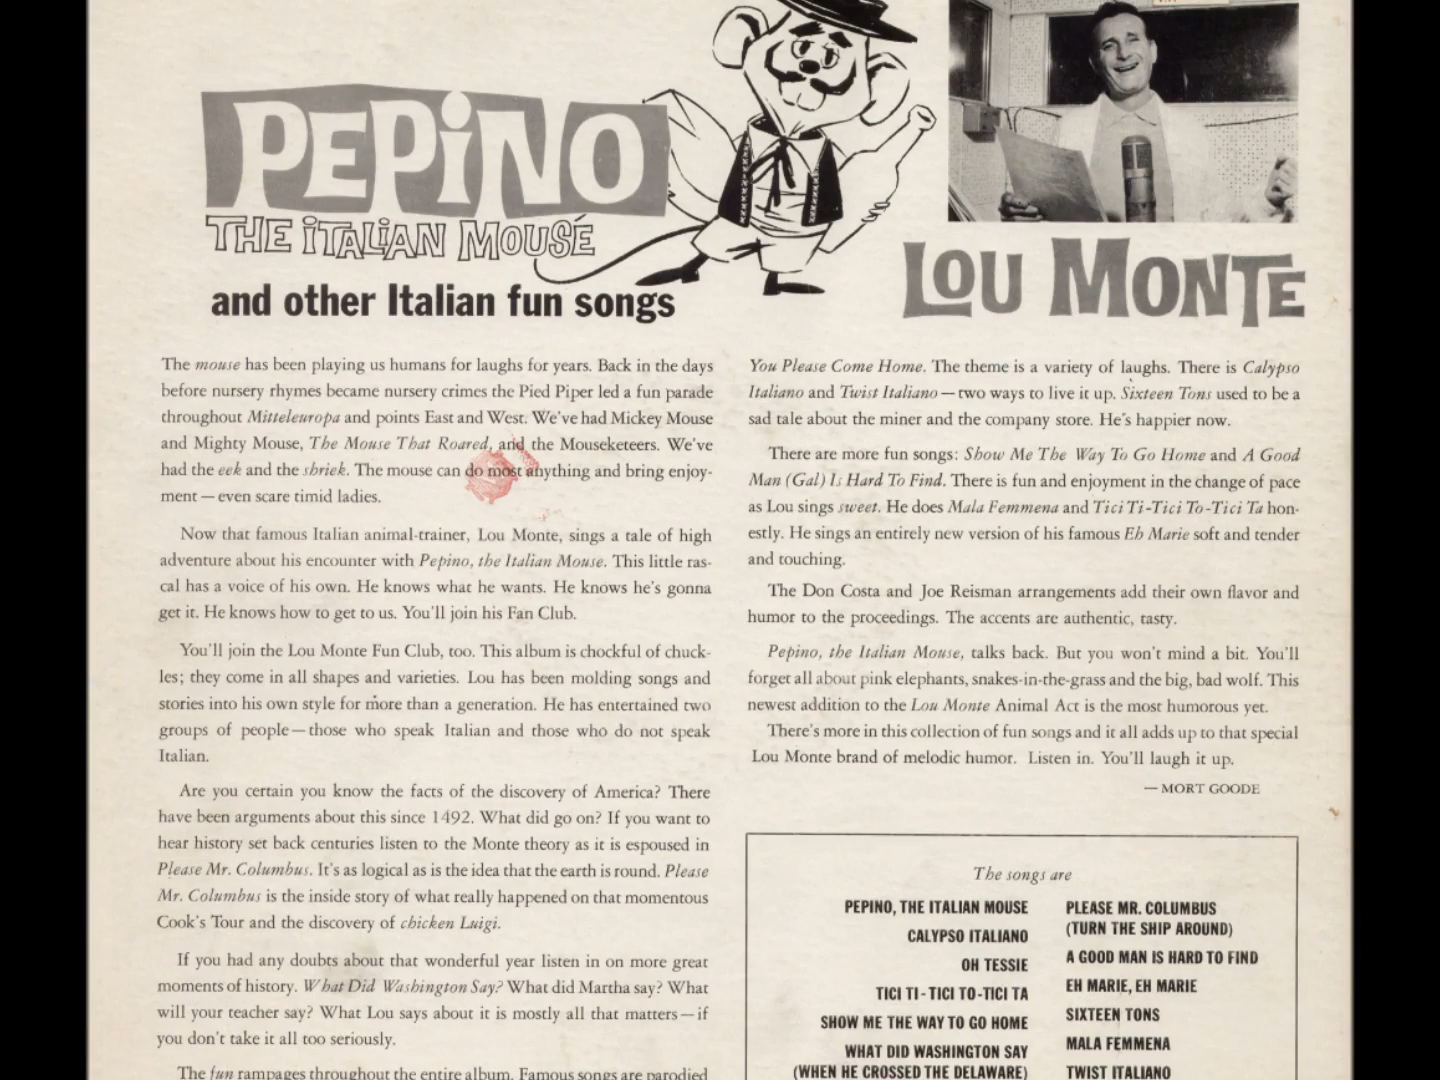 PEPINO
THE ITALIAN MOUSE
and other Italian fun songs
LOU MONTE
The mouse has been playing us humans for laughs for years. Back in the days
before nursery rhymes became nursery crimes the Pied Piper led a fun parade
throughout Mitteleuropa and points East and West. We've had Mickey Mouse
and Mighty Mouse, The Mouse That Roared, and the Mouseketeers. We've
had the eek and the shriek. The mouse can do most anything and bring enjoy-
ment — even scare timid ladies.
Now that famous Italian animal-trainer, Lou Monte, sings a tale of high
adventure about his encounter with Pepino, the Italian Mouse. This little ras-
cal has a voice of his own. He knows what he wants. He knows he's gonna
get it. He knows how to get to us. You'll join his Fan Club.
You'll join the Lou Monte Fun Club, too. This album is chockful of chuck-
les; they come in all shapes and varieties. Lou has been molding songs and
stories into his own style for more than a generation. He has entertained two
groups of people — those who speak Italian and those who do not speak
Italian.
Are you certain you know the facts of the discovery of America? There
have been arguments about this since 1492. What did go on? If you want to
hear history set back centuries listen to the Monte theory as it is espoused in
Please Mr. Columbus. It's as logical as is the idea that the earth is round. Please
Mr. Columbus is the inside story of what really happened on that momentous
Cook's Tour and the discovery of chicken Luigi.
If you had any doubts about that wonderful year listen in on more great
moments of history. What Did Washington Say? What did Martha say? What
will your teacher say? What Lou says about it is mostly all that matters — if
you don't take it all too seriously.
The fun rampages throughout the entire album. Famous songs are parodied
You Please Come Home. The theme is a variety of laughs. There is Calypso
Italiano and Twist Italiano — two ways to live it up. Sixteen Tons used to be a
sad tale about the miner and the company store. He's happier now.
There are more fun songs: Show Me The Way To Go Home and A Good
Man (Gal) Is Hard To Find. There is fun and enjoyment in the change of pace
as Lou sings sweet. He does Mala Femmena and Tici Ti-Tici To-Tici Ta hon-
estly. He sings an entirely new version of his famous Eh Marie soft and tender
and touching.
The Don Costa and Joe Reisman arrangements add their own flavor and
humor to the proceedings. The accents are authentic, tasty.
Pepino, the Italian Mouse, talks back. But you won't mind a bit. You'll
forget all about pink elephants, snakes-in-the-grass and the big, bad wolf. This
newest addition to the Lou Monte Animal Act is the most humorous yet.
There's more in this collection of fun songs and it all adds up to that special
Lou Monte brand of melodic humor. Listen in. You'll laugh it up.
— MORT GOODE
The songs are
PEPINO, THE ITALIAN MOUSE
CALYPSO ITALIANO
OH TESSIE
TICI TI-TICI TO-TICI TA
SHOW ME THE WAY TO GO HOME
WHAT DID WASHINGTON SAY
(WHEN HE CROSSED THE DELAWARE)
PLEASE MR. COLUMBUS
(TURN THE SHIP AROUND)
A GOOD MAN IS HARD TO FIND
EH MARIE, EH MARIE
SIXTEEN TONS
MALA FEMMENA
TWIST ITALIANO